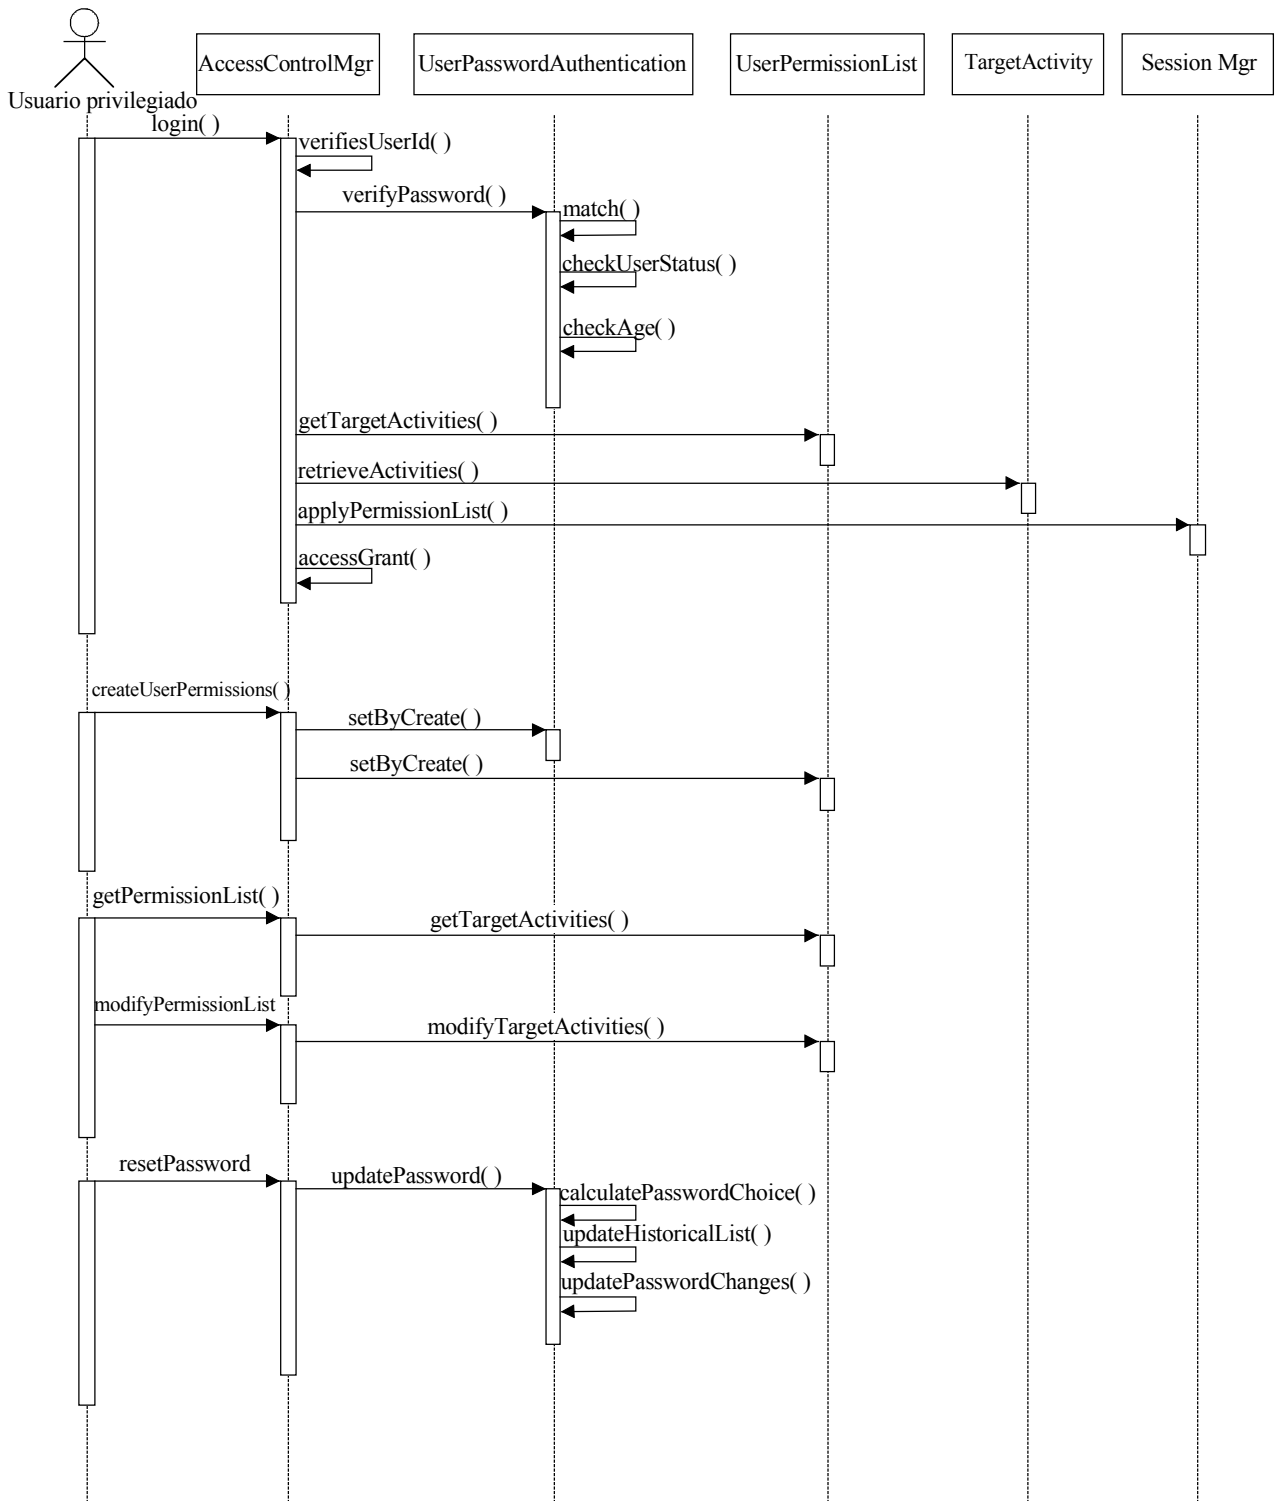 AccessControlMgr
UserPasswordAuthentication
UserPermissionList
TargetActivity
Session Mgr
Usuario privilegiado
login( )
verifiesUserId( )
verifyPassword( )
match( )
checkUserStatus( )
checkAge( )
getTargetActivities( )
retrieveActivities( )
applyPermissionList( )
accessGrant( )
createUserPermissions( )
setByCreate( )
setByCreate( )
getPermissionList( )
getTargetActivities( )
modifyPermissionList
modifyTargetActivities( )
resetPassword
updatePassword( )
calculatePasswordChoice( )
updateHistoricalList( )
updatePasswordChanges( )